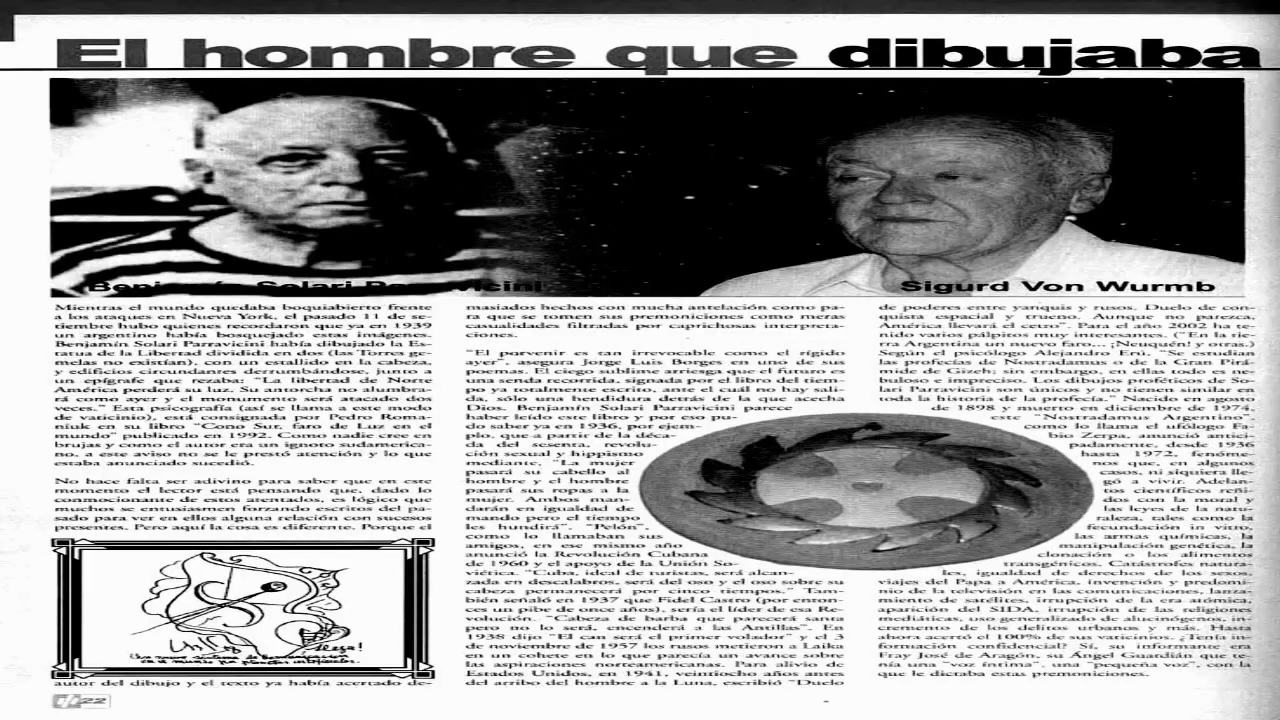 El hombre que dibujaba
Benjamín Solari Parravicini
Sigurd Von Wurmb
Mientras el mundo quedaba boquiabierto frente
a los ataques en Nueva York, el pasado 11 de se-
tiembre hubo quienes recordaron que ya en 1939
un argentino había bosquejado estas imágenes.
Benjamín Solari Parravicini había dibujado la Es-
tatua de la Libertad dividida en dos (las Torres ge-
melas no existían), con un estallido en la cabeza,
y edificios circundantes derrumbándose, junto a
un epígrafe que rezaba: "La libertad de Norte
América perderá su luz. Su antorcha no alumbra-
rá como ayer y el monumento será atacado dos
veces." Esta psicografía (así se llama a este modo
de vaticinio), está consignada por Pedro Roma-
niuk en su libro "Cono Sur, faro de Luz en el
mundo" publicado en 1992. Como nadie cree en
brujas y como el autor era un ignoto sudamerica-
no, a este aviso no se le prestó atención y lo que
estaba anunciado sucedió.
No hace falta ser adivino para saber que en este
momento el lector está pensando que, dado lo
conmocionante de estos atentados, es lógico que
muchos se entusiasmen forzando escritos del pa-
sado para ver en ellos alguna relación con sucesos
presentes. Pero aquí la cosa es diferente. Porque el
llega!
autor del dibujo y el texto ya había acertado de-
22
masiados hechos con mucha antelación como pa-
ra que se tomen sus premoniciones como meras
casualidades filtradas por caprichosas interpreta-
ciones.
"El porvenir es tan irrevocable como el rígido
ayer", asegura Jorge Luis Borges en uno de sus
poemas. El ciego sublime arriesga que el futuro es
una senda recorrida, signada por el libro del tiem-
po ya totalmente escrito, ante el cuál no hay sali-
da, sólo una hendidura detrás de la que acecha
Dios. Benjamín Solari Parravicini parece
haber leído este libro y por eso pu-
do saber ya en 1936, por ejem-
plo, que a partir de la déca-
da del sesenta, revolu-
ción sexual y hippismo
mediante, "La mujer
pasará su cabello al
hombre y el hombre
pasará sus ropas a la
mujer. Ambos man-
darán en igualdad de
mando pero el tiempo
les hundirá". "Pelón",
como lo llamaban sus
amigos, en ese mismo año
anunció la Revolución Cubana
de 1960 y el apoyo de la Unión So-
viética. "Cuba, ideal de turistas, será alcan-
zada en descalabros, será del oso y el oso sobre su
cabeza permanecerá por cinco tiempos." Tam-
bién señaló en 1937 que Fidel Castro (por enton-
ces un pibe de once años), sería el líder de esa Re-
volución. "Cabeza de barba que parecerá santa
pero no lo será, encenderá a las Antillas". En
1938 dijo "El can será el primer volador" y el 3
de noviembre de 1957 los rusos metieron a Laika
en un cohete en lo que parecía un avance sobre
las aspiraciones norteamericanas. Para alivio de
Estados Unidos, en 1941, veintiocho años antes
del arribo del hombre a la Luna, escribió "Duelo
de poderes entre yanquis y rusos. Duelo de con-
quista espacial y trueno. Aunque no parezca,
América llevará el cetro". Para el año 2002 ha te-
nido varios pálpitos muy interesantes. ("En la tie-
rra Argentina un nuevo faro... ¡Neuquén! y otras.)
Según el psicólogo Alejandro Erú, "Se estudian
las profecías de Nostradamus o de la Gran Pirá-
mide de Gizeh; sin embargo, en ellas todo es ne-
buloso e impreciso. Los dibujos proféticos de So-
lari Parravicini son únicos y no tienen similar en
toda la historia de la profecía." Nacido en agosto
de 1898 y muerto en diciembre de 1974,
este "Nostradamus Argentino",
como lo llama el ufólogo Fa-
bio Zerpa, anunció antici-
padamente, desde 1936
hasta 1972, fenóme-
nos que, en algunos
casos, ni siquiera lle-
gó a vivir. Adelan-
tos científicos reñi-
dos con la moral y
las leyes de la natu-
raleza, tales como la
fecundación in vitro,
las armas químicas, la
manipulación genética, la
clonación o los alimentos
transgénicos. Catástrofes natura-
les, igualdad de derechos de los sexos,
viajes del Papa a América, invención y predomi-
nio de la televisión en las comunicaciones, lanza-
miento de satélites, irrupción de la era atómica,
aparición del SIDA, irrupción de las religiones
mediáticas, uso generalizado de alucinógenos, in-
cremento de los delitos urbanos y más. Hasta
ahora acertó el 100% de sus vaticinios. ¿Tenía in-
formación confidencial? Sí, su informante era
Fray José de Aragón, su Ángel Guardián que te-
nía una "voz íntima", una "pequeña voz", con la
que le dictaba estas premoniciones.